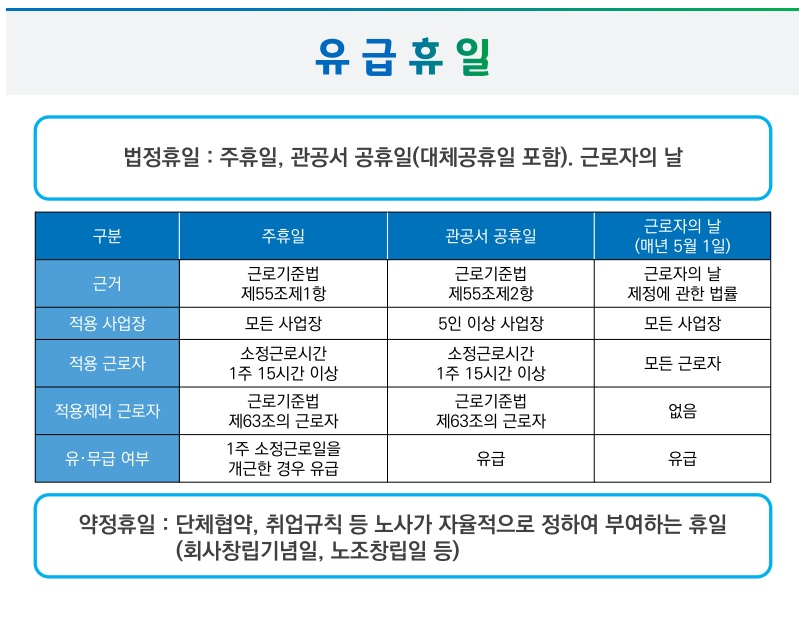 유급휴일
법정휴일 : 주휴일, 관공서 공휴일(대체공휴일 포함). 근로자의 날
구분 주휴일 관공서 공휴일 근로자의 날
(매년 5월 1일)
근거 근로기준법
제55조제1항 근로기준법
제55조제2항 근로자의 날
제정에 관한 법률
적용 사업장 모든 사업장 5인 이상 사업장 모든 사업장
적용 근로자 소정근로시간
1주 15시간 이상 소정근로시간
1주 15시간 이상 모든 근로자
적용제외 근로자 근로기준법
제63조의 근로자 근로기준법
제63조의 근로자 없음
유·무급 여부 1주 소정근로일을
개근한 경우 유급 유급 유급
약정휴일 : 단체협약, 취업규칙 등 노사가 자율적으로 정하여 부여하는 휴일
(회사창립기념일, 노조창립일 등)